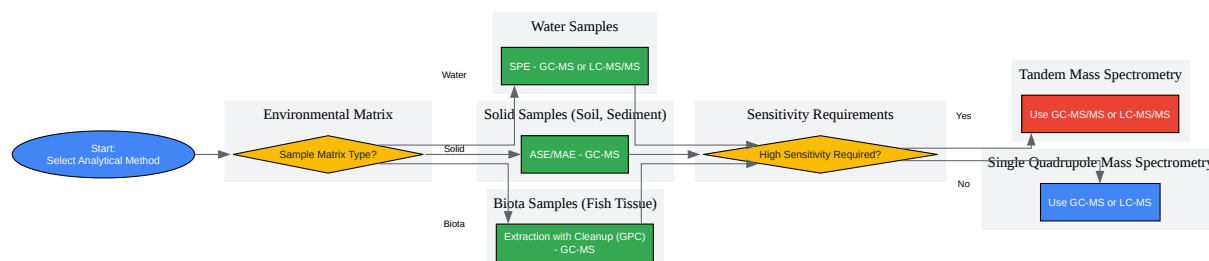 Start:
Select Analytical Method
Environmental Matrix
Sample Matrix Type?
Water
Solid
Biota
Water Samples
SPE - GC-MS or LC-MS/MS
Solid Samples (Soil, Sediment)
ASE/MAE - GC-MS
Biota Samples (Fish Tissue)
Extraction with Cleanup (GPC)
- GC-MS
Sensitivity Requirements
High Sensitivity Required?
Yes
No
Tandem Mass Spectrometry
Use GC-MS/MS or LC-MS/MS
Single Quadrupole Mass Spectrometry
Use GC-MS or LC-MS